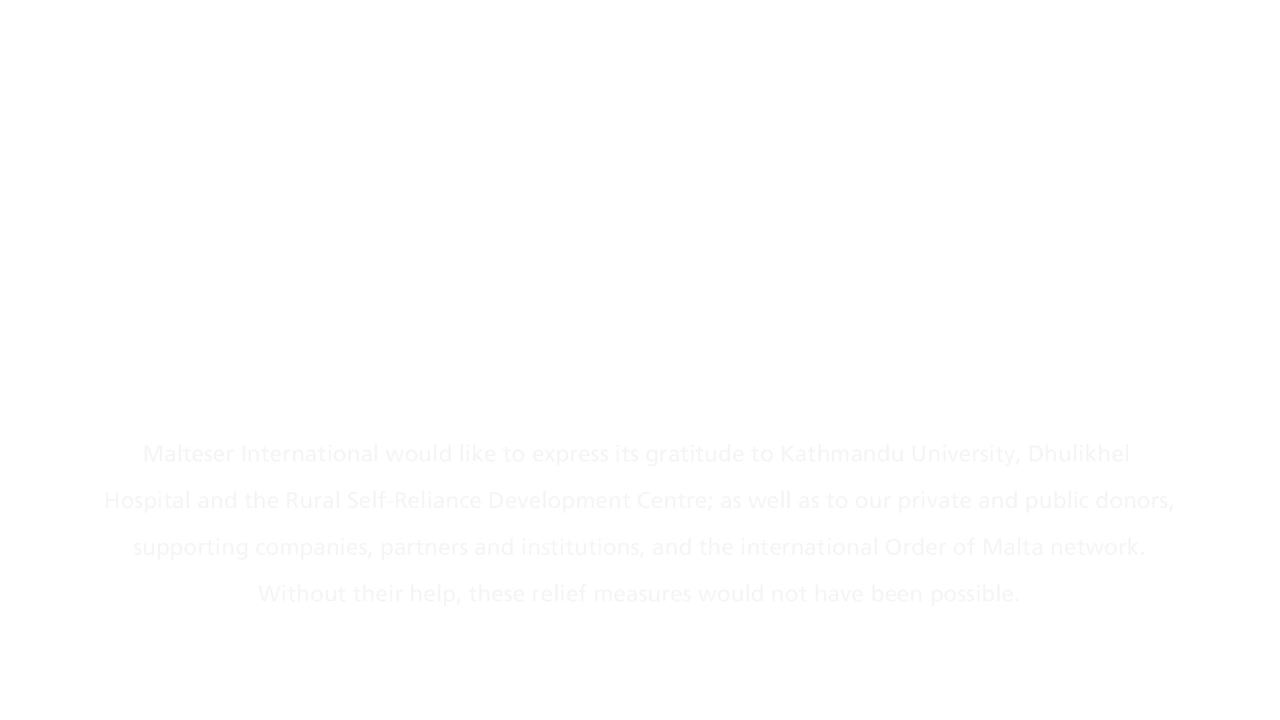 Malteser International would like to express its gratitude to Kathmandu University, Dhulikhel
Hospital and the Rural Self-Reliance Development Centre; as well as to our private and public donors,
supporting companies, partners and institutions, and the international Order of Malta network.
Without their help, these relief measures would not have been possible.